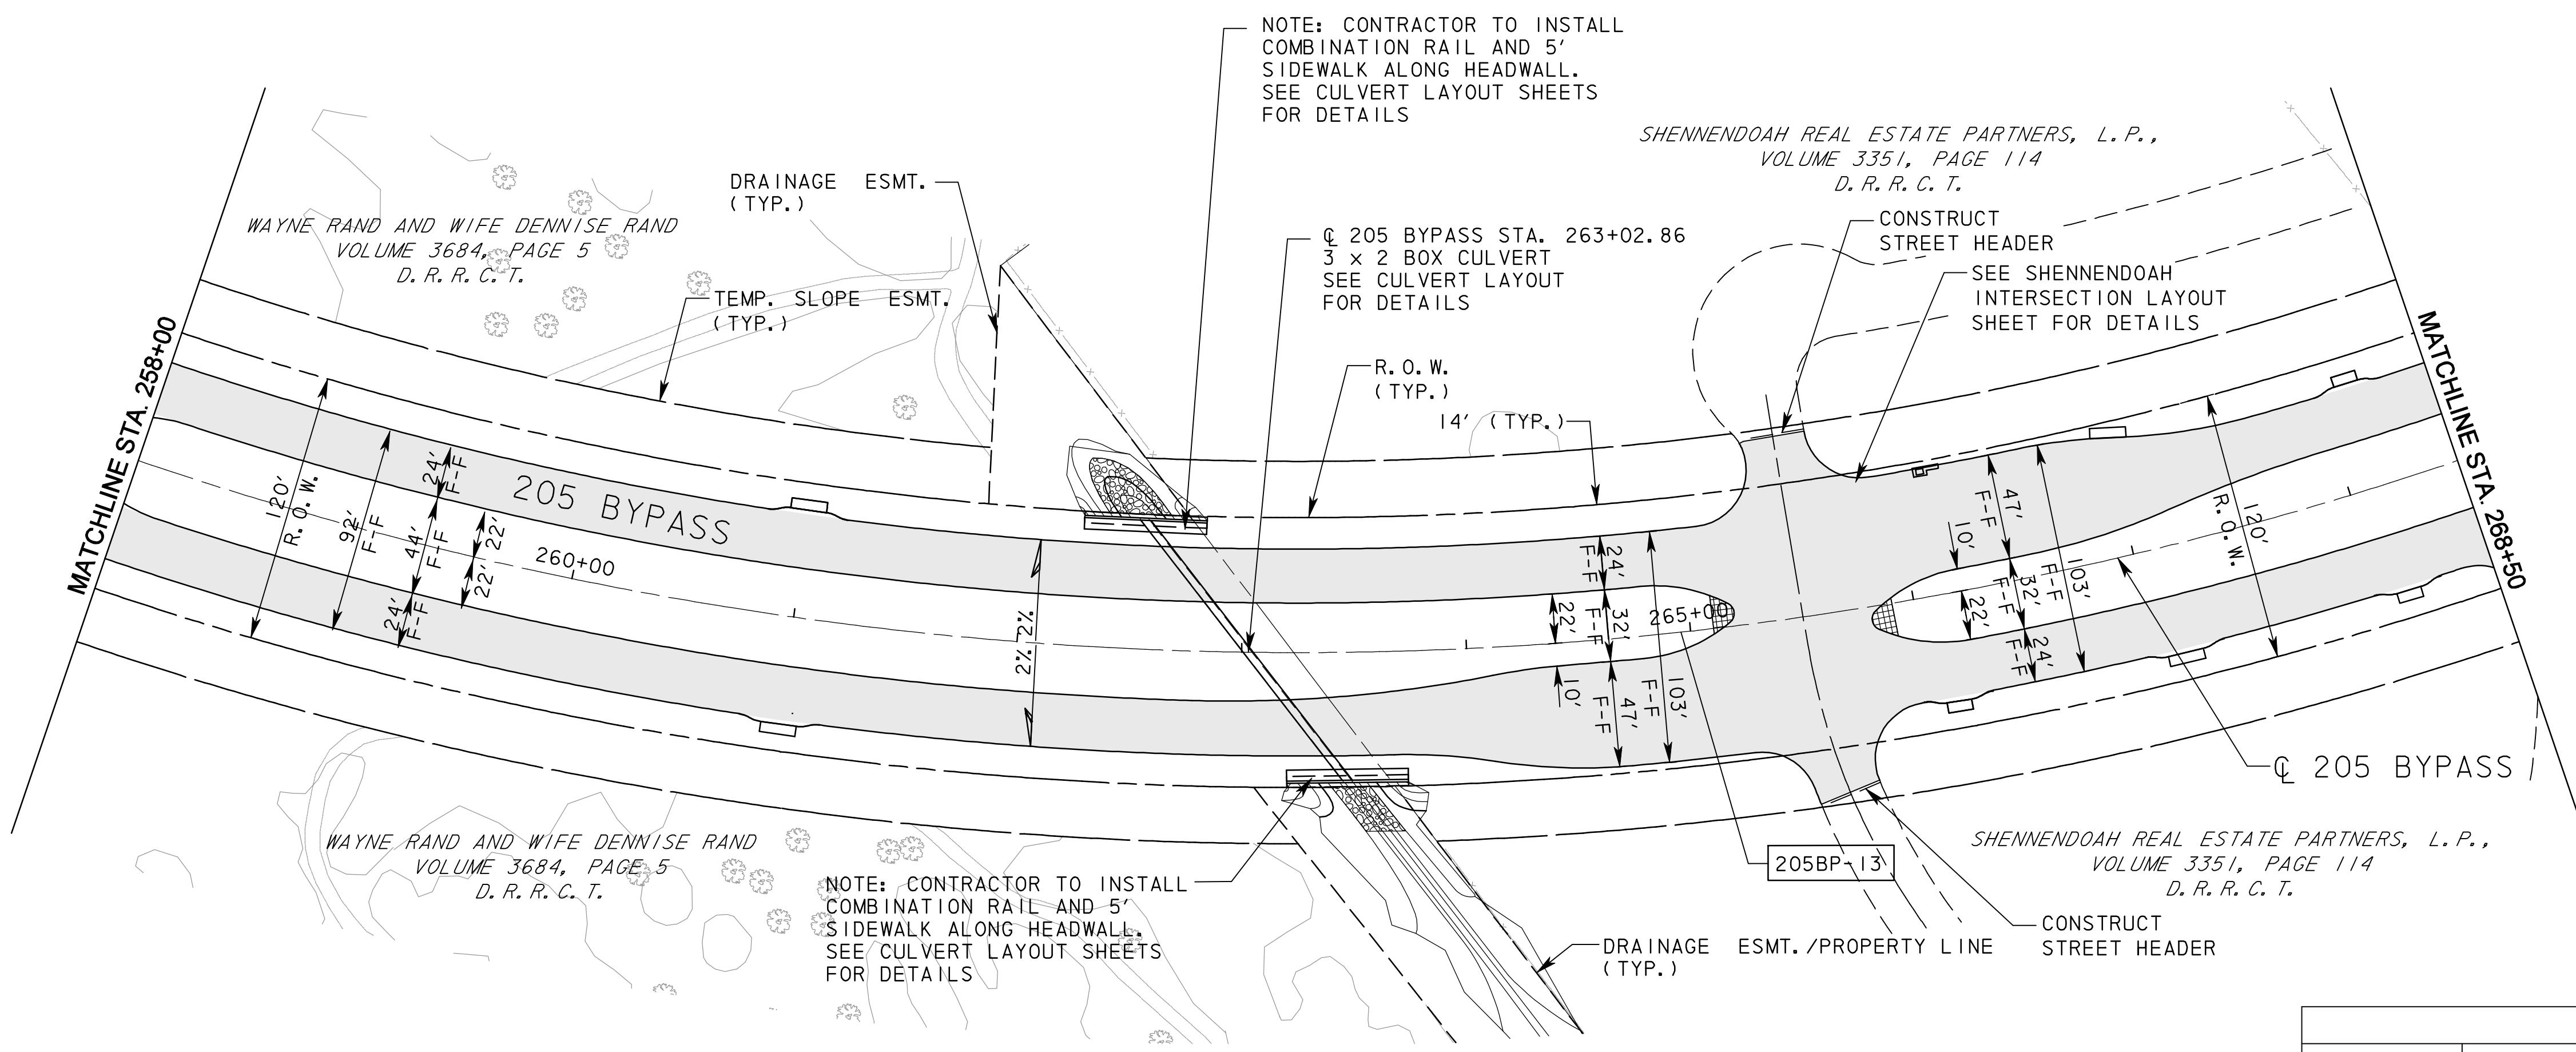 NOTE: CONTRACTOR TO INSTALL
COMBINATION RAIL AND 5'
SIDEWALK ALONG HEADWALL.
SEE CULVERT LAYOUT SHEETS
FOR DETAILS
SHENNENDOAH REAL ESTATE PARTNERS, L.P.,
VOLUME 3351, PAGE 114
D.R.R.C.T.
DRAINAGE ESMT.
(TYP.)
WAYNE RAND AND WIFE DENNISE RAND
VOLUME 3684, PAGE 5
D.R.R.C.T.
CONSTRUCT
STREET HEADER
℄ 205 BYPASS STA. 263+02.86
3 x 2 BOX CULVERT
SEE CULVERT LAYOUT
FOR DETAILS
SEE SHENNENDOAH
INTERSECTION LAYOUT
SHEET FOR DETAILS
TEMP. SLOPE ESMT.
(TYP.)
R.O.W.
(TYP.)
14' (TYP.)
MATCHLINE STA. 258+00
MATCHLINE STA. 268+50
120'
R.O.W.
92'
F-F
24'
F-F
44'
F-F
22'
22'
24'
F-F
205 BYPASS
260+00
2%
2%
24'
F-F
22'
32'
F-F
10'
47'
F-F
103'
F-F
265+00
47'
F-F
10'
32'
F-F
22'
24'
F-F
103'
F-F
120'
R.O.W.
℄ 205 BYPASS
205BP-13
WAYNE RAND AND WIFE DENNISE RAND
VOLUME 3684, PAGE 5
D.R.R.C.T.
NOTE: CONTRACTOR TO INSTALL
COMBINATION RAIL AND 5'
SIDEWALK ALONG HEADWALL.
SEE CULVERT LAYOUT SHEETS
FOR DETAILS
SHENNENDOAH REAL ESTATE PARTNERS, L.P.,
VOLUME 3351, PAGE 114
D.R.R.C.T.
CONSTRUCT
STREET HEADER
DRAINAGE ESMT./PROPERTY LINE
(TYP.)